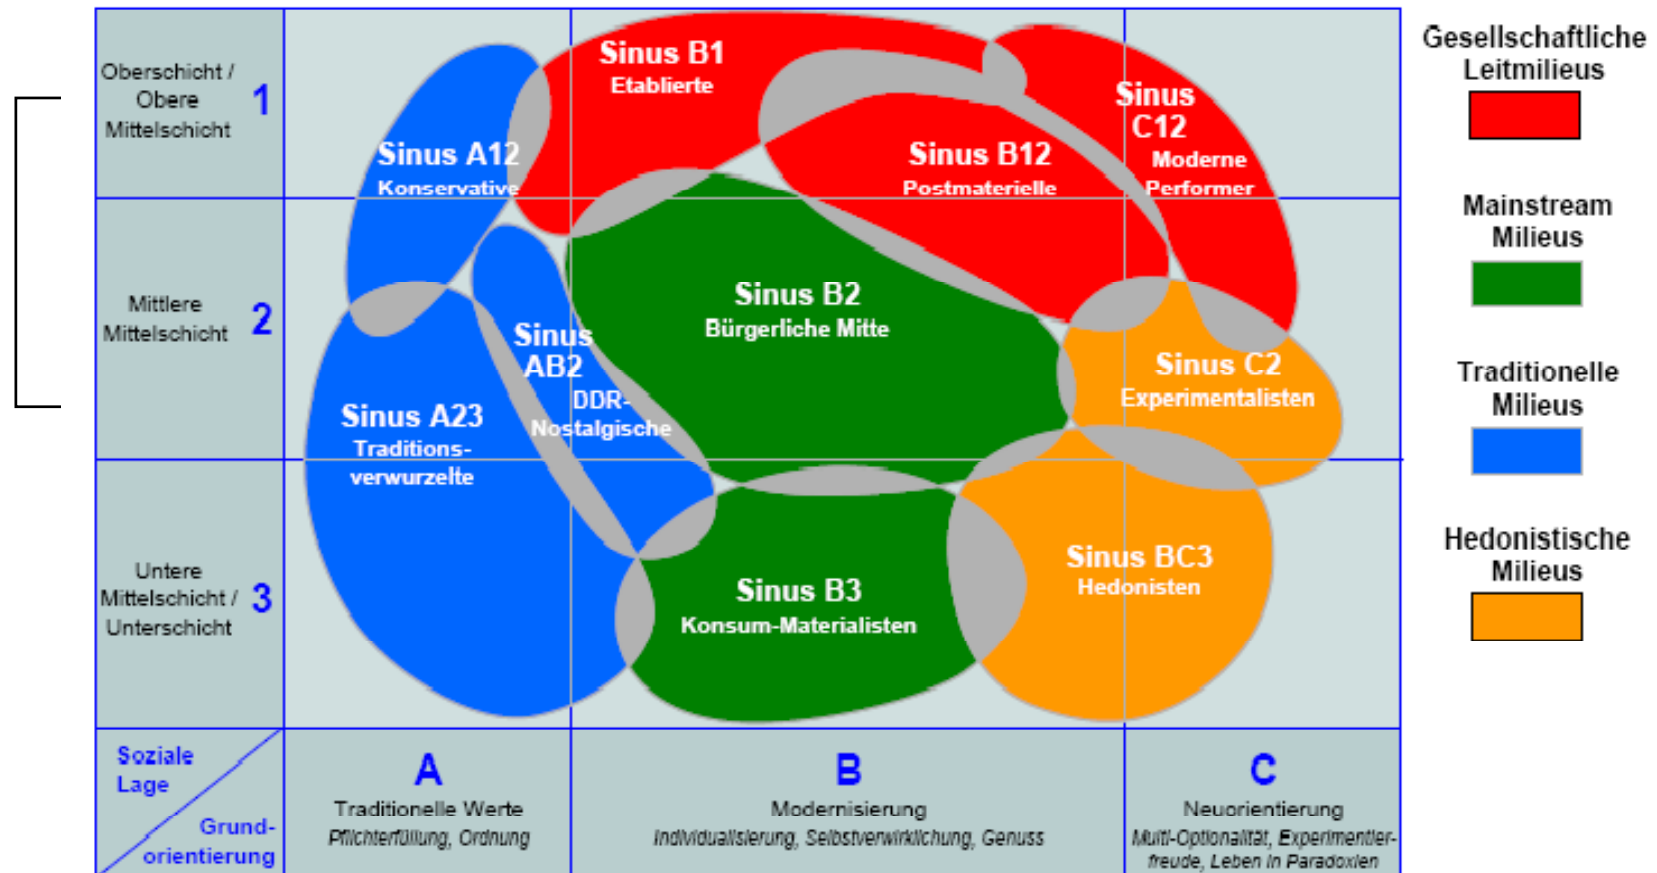 Oberschicht /
Obere
Mittelschicht
1
Mittlere
Mittelschicht
2
Untere
Mittelschicht /
Unterschicht
3
Soziale
Lage
Grund-
orientierung
Sinus B1
Etablierte
Sinus
C12
Moderne
Performer
Sinus A12
Konservative
Sinus B12
Postmaterielle
Sinus B2
Bürgerliche Mitte
Sinus
AB2
DDR-
Nostalgische
Sinus C2
Experimentalisten
Sinus A23
Traditions-
verwurzelte
Sinus B3
Konsum-Materialisten
Sinus BC3
Hedonisten
A
Traditionelle Werte
Pflichterfüllung, Ordnung
B
Modernisierung
Individualisierung, Selbstverwirklichung, Genuss
C
Neuorientierung
Multi-Optionalität, Experimentier-
freude, Leben in Paradoxien
Gesellschaftliche
Leitmilieus
Mainstream
Milieus
Traditionelle
Milieus
Hedonistische
Milieus